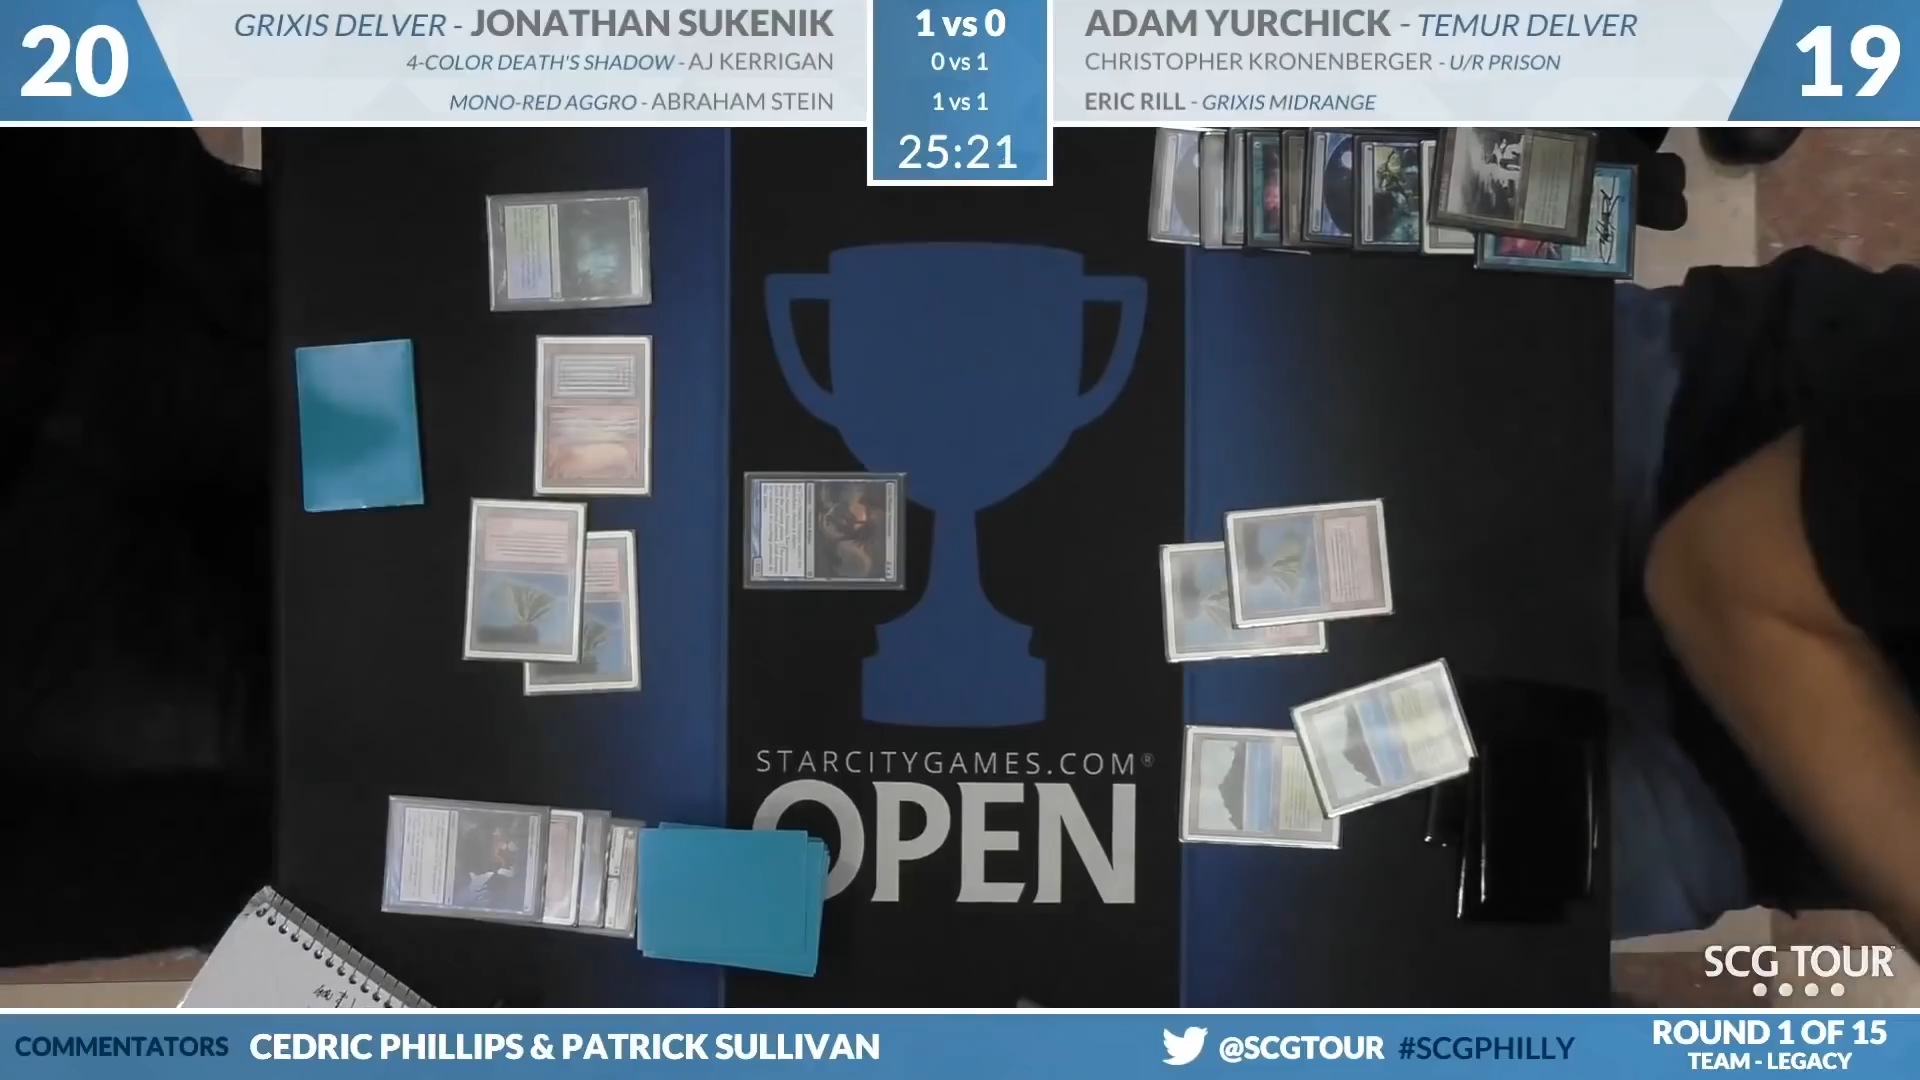 20
GRIXIS DELVER - JONATHAN SUKENIK
4-COLOR DEATH'S SHADOW - AJ KERRIGAN
MONO-RED AGGRO - ABRAHAM STEIN
1 vs 0
0 vs 1
1 vs 1
25:21
ADAM YURCHICK - TEMUR DELVER
CHRISTOPHER KRONENBERGER - U/R PRISON
ERIC RILL - GRIXIS MIDRANGE
19
STARCITYGAMES.COM®
OPEN
SCG TOUR
COMMENTATORS CEDRIC PHILLIPS & PATRICK SULLIVAN
@SCGTOUR #SCGPHILLY
ROUND 1 OF 15
TEAM - LEGACY